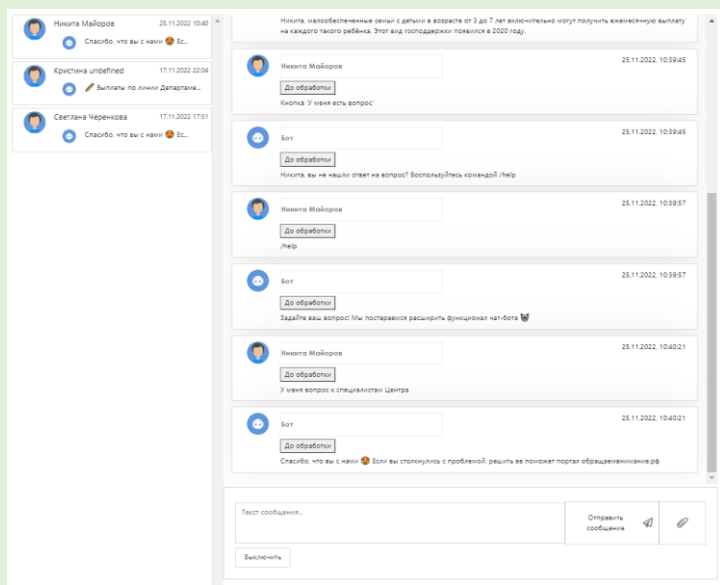 Никита Майоров 25.11.2022 10:40
Спасибо, что вы с нами 😍 Ес...
Кристина undefined 17.11.2022 22:04
🖊 Выплаты по линии Департаме...
Светлана Черенкова 17.11.2022 17:51
Спасибо, что вы с нами 😍 Ес...
Никита, малообеспеченные семьи с детьми в возрасте от 3 до 7 лет включительно могут получить ежемесячную выплату
на каждого такого ребёнка. Этот вид господдержки появился в 2020 году.
Никита Майоров 25.11.2022, 10:39:45
До обработки
Кнопка 'У меня есть вопрос'
Бот 25.11.2022, 10:39:45
До обработки
Никита, вы не нашли ответ на вопрос? Воспользуйтесь командой /help
Никита Майоров 25.11.2022, 10:39:57
До обработки
/help
Бот 25.11.2022, 10:39:57
До обработки
Задайте ваш вопрос! Мы постараемся расширить функционал чат-бота 😺
Никита Майоров 25.11.2022, 10:40:21
До обработки
У меня вопрос к специалистам Центра
Бот 25.11.2022, 10:40:21
До обработки
Спасибо, что вы с нами 😍 Если вы столкнулись с проблемой, решить ее поможет портал обращаемвнимание.рф
Текст сообщения...
Отправить
сообщение
Выключить